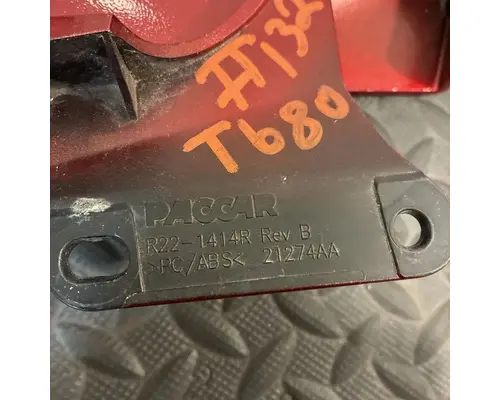 #132
T680
PACCAR
R22-1414R Rev B
>PC/ABS< 21274AA